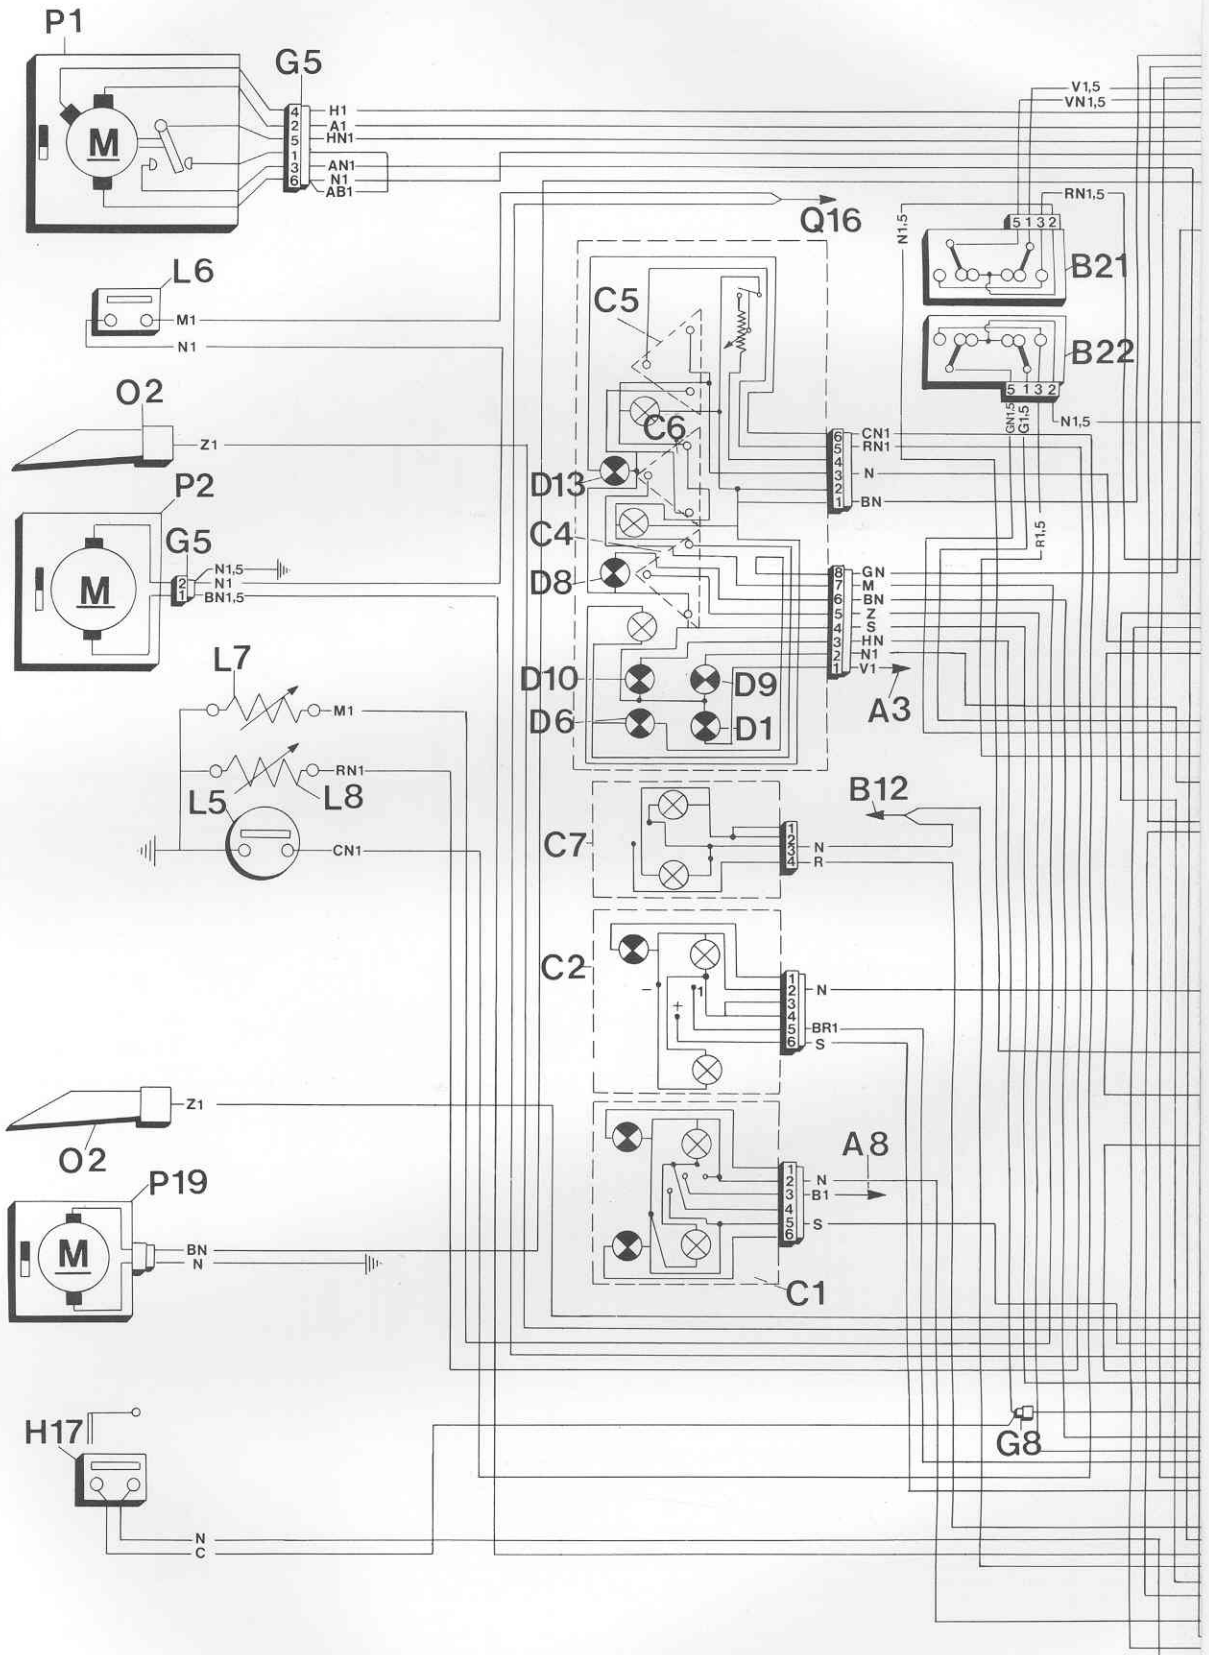 P1
G5
4 H1
2 A1
5 HN1
1
3 AN1
6 N1
AB1
M
V1,5
VN1,5
RN1,5
Q16
N1,5
5 1 3 2
B21
B22
5 1 3 2
GN1,5
G1,5
N1,5
R1,5
L6
M1
N1
O2
Z1
P2
G5
N1,5
2 N1
1 BN1,5
M
C5
C6
D13
C4
D8
D10
D9
D6
D1
6 CN1
5 RN1
4
3 N
2
1 BN
8 GN
7 M
6 BN
5 Z
4 S
3 HN
2 N1
1 V1
A3
L7
M1
RN1
L8
L5
CN1
B12
C7
1
2
3 N
4 R
C2
-
+
1
1
2 N
3
4
5 BR1
6 S
O2
Z1
A8
1
2 N
3 B1
4
5 S
6
C1
P19
M
BN
N
H17
N
C
G8